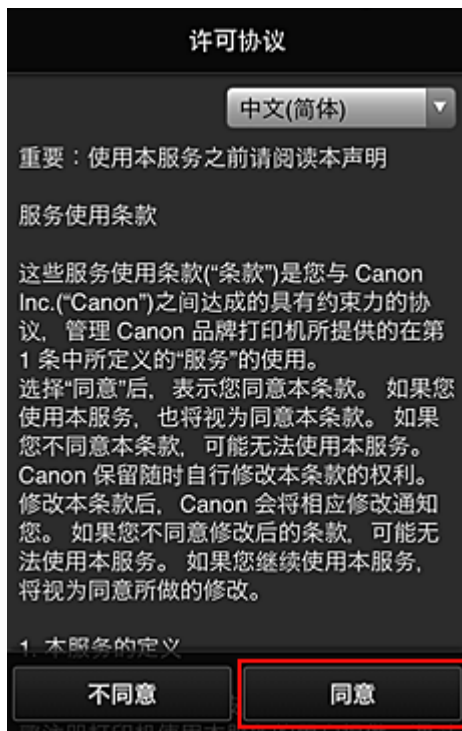 许可协议
中文(简体)
重要：使用本服务之前请阅读本声明
服务使用条款
这些服务使用条款(“条款”)是您与 Canon
Inc.(“Canon”)之间达成的具有约束力的协
议，管理 Canon 品牌打印机所提供的在第
1 条中所定义的“服务”的使用。
选择“同意”后，表示您同意本条款。 如果您
使用本服务，也将视为同意本条款。 如果
您不同意本条款，可能无法使用本服务。
Canon 保留随时自行修改本条款的权利。
修改本条款后，Canon 会将相应修改通知
您。 如果您不同意修改后的条款，可能无
法使用本服务。 如果您继续使用本服务，
将视为同意所做的修改。
1. 本服务的定义
不同意
同意